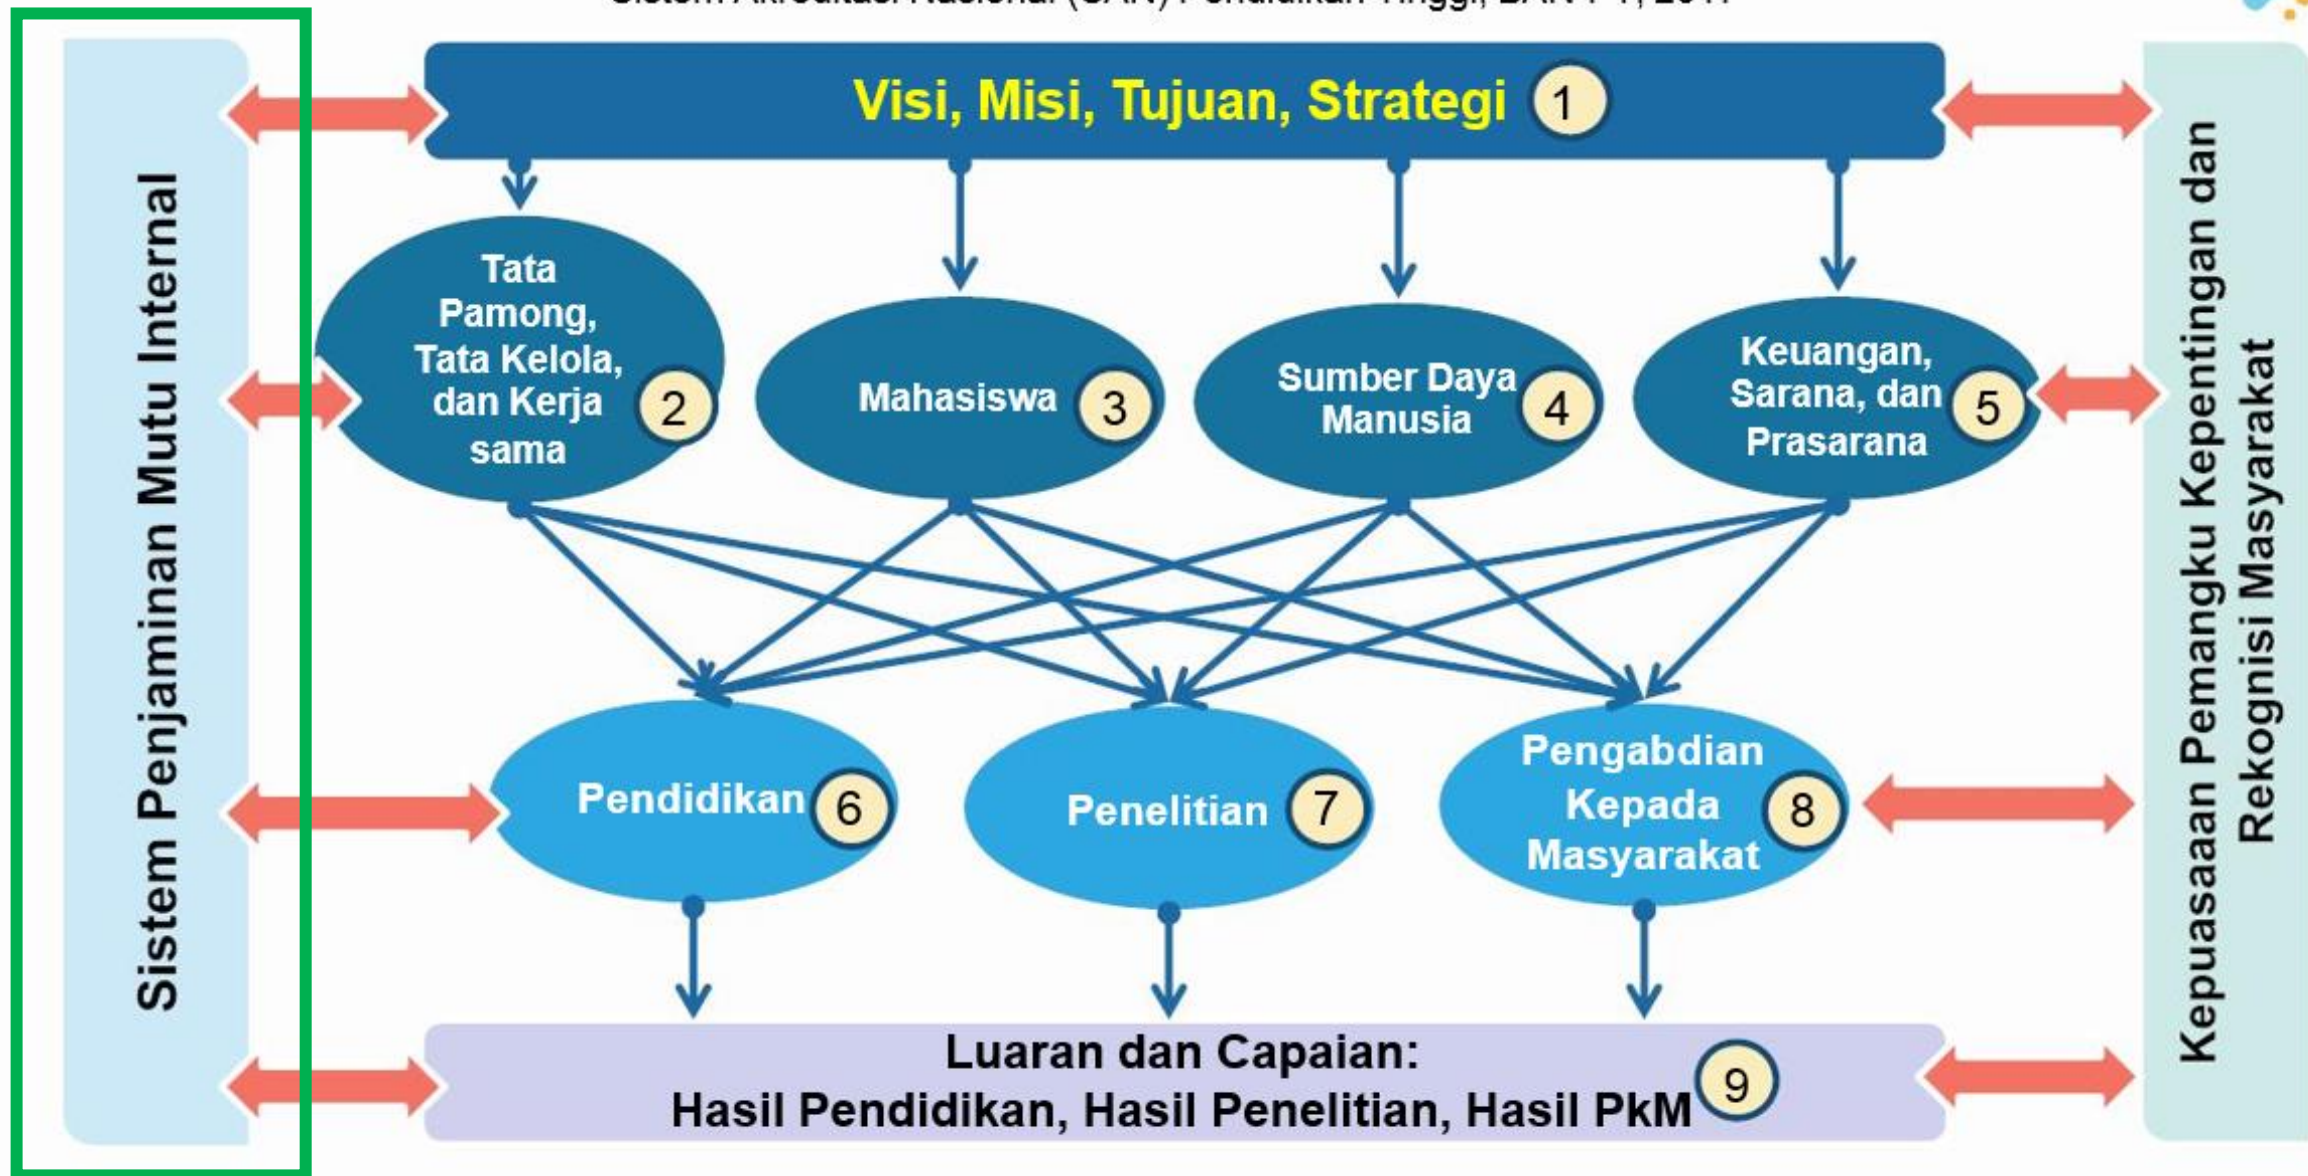 Visi, Misi, Tujuan, Strategi 1
Sistem Penjaminan Mutu Internal
Tata
Pamong,
Tata Kelola,
dan Kerja
sama
2
Mahasiswa 3
Sumber Daya
Manusia
4
Keuangan,
Sarana, dan
Prasarana
5
Pendidikan 6
Penelitian 7
Pengabdian
Kepada
Masyarakat
8
Luaran dan Capaian:
Hasil Pendidikan, Hasil Penelitian, Hasil PkM
9
Kepuasaan Pemangku Kepentingan dan
Rekognisi Masyarakat